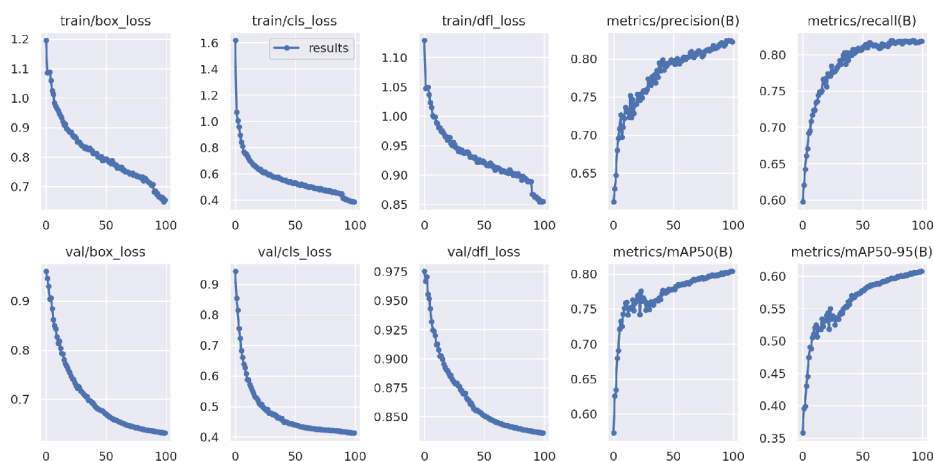 train/box_loss
train/cls_loss
train/dfl_loss
metrics/precision(B)
metrics/recall(B)
1.2
1.1
1.0
0.9
0.8
0.7
0 50 100
1.6
1.4
1.2
1.0
0.8
0.6
0.4
results
0 50 100
1.10
1.05
1.00
0.95
0.90
0.85
0 50 100
0.80
0.75
0.70
0.65
0 50 100
0.80
0.75
0.70
0.65
0.60
0 50 100
val/box_loss
val/cls_loss
val/dfl_loss
metrics/mAP50(B)
metrics/mAP50-95(B)
0.9
0.8
0.7
0 50 100
0.9
0.8
0.7
0.6
0.5
0.4
0 50 100
0.975
0.950
0.925
0.900
0.875
0.850
0 50 100
0.80
0.75
0.70
0.65
0.60
0 50 100
0.60
0.55
0.50
0.45
0.40
0.35
0 50 100